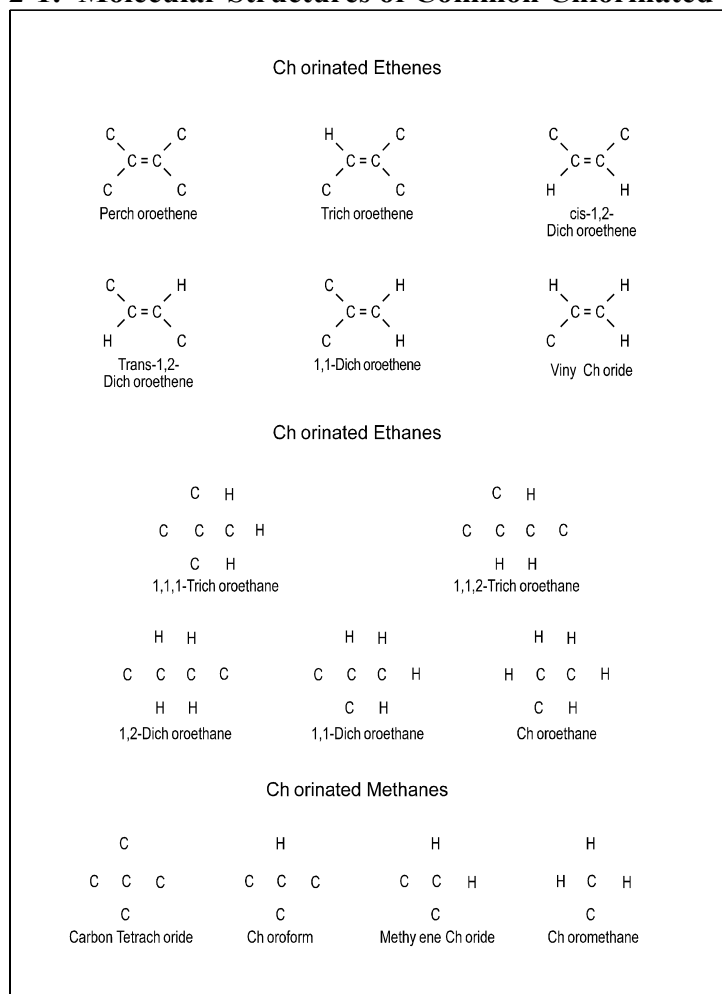 2-1. Molecular Structures of Common Chlorinated
Ch orinated Ethenes
C C H C C C
C = C C = C C = C
C C C C H H
Perch oroethene Trich oroethene cis-1,2-
Dich oroethene
C H C H H H
C = C C = C C = C
H C C H C H
Trans-1,2- 1,1-Dich oroethene Viny Ch oride
Dich oroethene
Ch orinated Ethanes
C H C H
C C C H C C C C
C H H H
1,1,1-Trich oroethane 1,1,2-Trich oroethane
H H H H H H
C C C C C C C H H C C H
H H C H C H
1,2-Dich oroethane 1,1-Dich oroethane Ch oroethane
Ch orinated Methanes
C H H H
C C C C C C C C H H C H
C C C C
Carbon Tetrach oride Ch oroform Methy ene Ch oride Ch oromethane